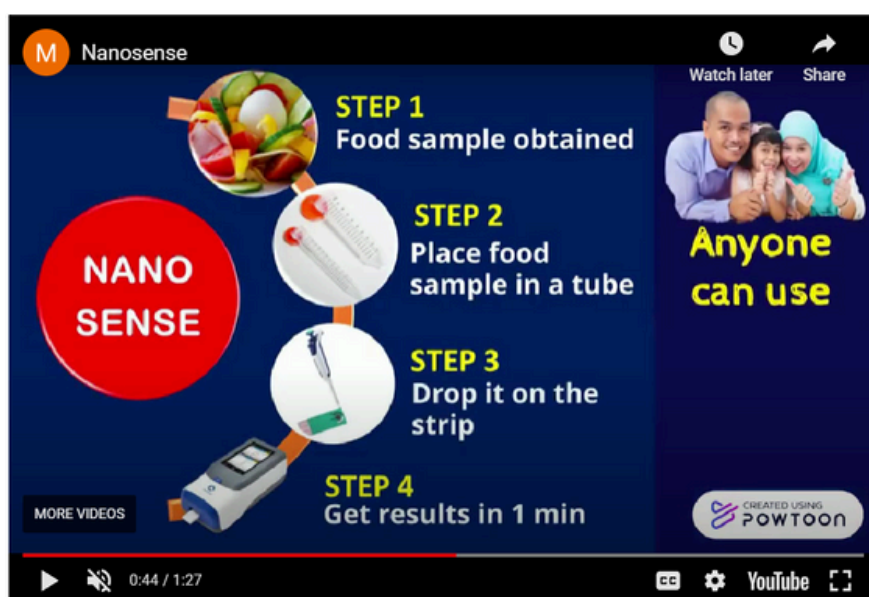 M Nanosense
Watch later Share
STEP 1
Food sample obtained
STEP 2
Place food
sample in a tube
STEP 3
Drop it on the
strip
STEP 4
Get results in 1 min
NANO
SENSE
Anyone
can use
MORE VIDEOS
CREATED USING
POWTOON
0:44 / 1:27
CC
YouTube